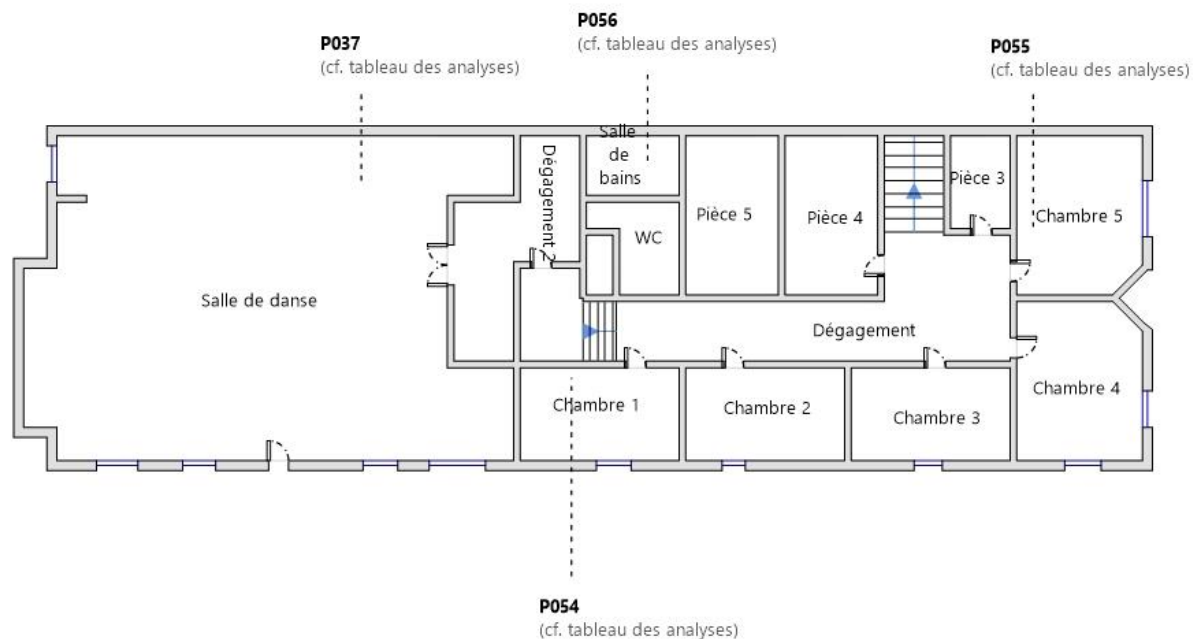 P056
(cf. tableau des analyses)
P037
(cf. tableau des analyses)
P055
(cf. tableau des analyses)
Salle
de
bains
Dégagement 2
Pièce 3
Pièce 5
Pièce 4
Chambre 5
WC
Salle de danse
Dégagement
Chambre 4
Chambre 1
Chambre 2
Chambre 3
P054
(cf. tableau des analyses)